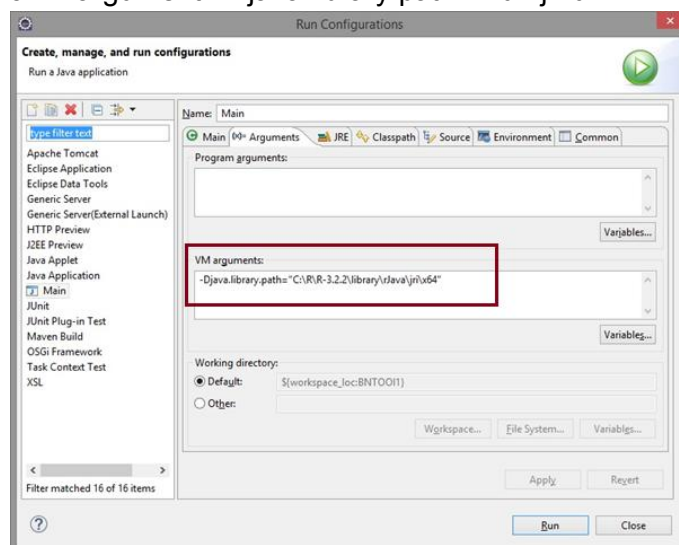 Run Configurations
Create, manage, and run configurations
Run a Java application
Name: Main
type filter text
Main (x)= Arguments JRE Classpath Source Environment Common
Apache Tomcat
Eclipse Application
Eclipse Data Tools
Generic Server
Generic Server(External Launch)
HTTP Preview
J2EE Preview
Java Applet
Java Application
Main
JUnit
JUnit Plug-in Test
Maven Build
OSGi Framework
Task Context Test
XSL
Program arguments:
Variables...
VM arguments:
-Djava.library.path="C:\R\R-3.2.2\library\rJava\jri\x64"
Variables...
Working directory:
Default: ${workspace_loc:BNTOOI1}
Other:
Workspace... File System... Variables...
Filter matched 16 of 16 items
Apply Revert
Run Close